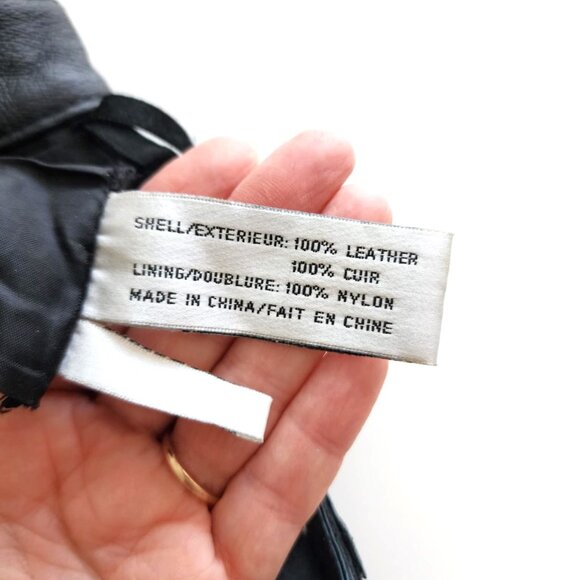 SHELL/EXTERIEUR: 100% LEATHER
100% CUIR
LINING/DOUBLURE: 100% NYLON
MADE IN CHINA/FAIT EN CHINE